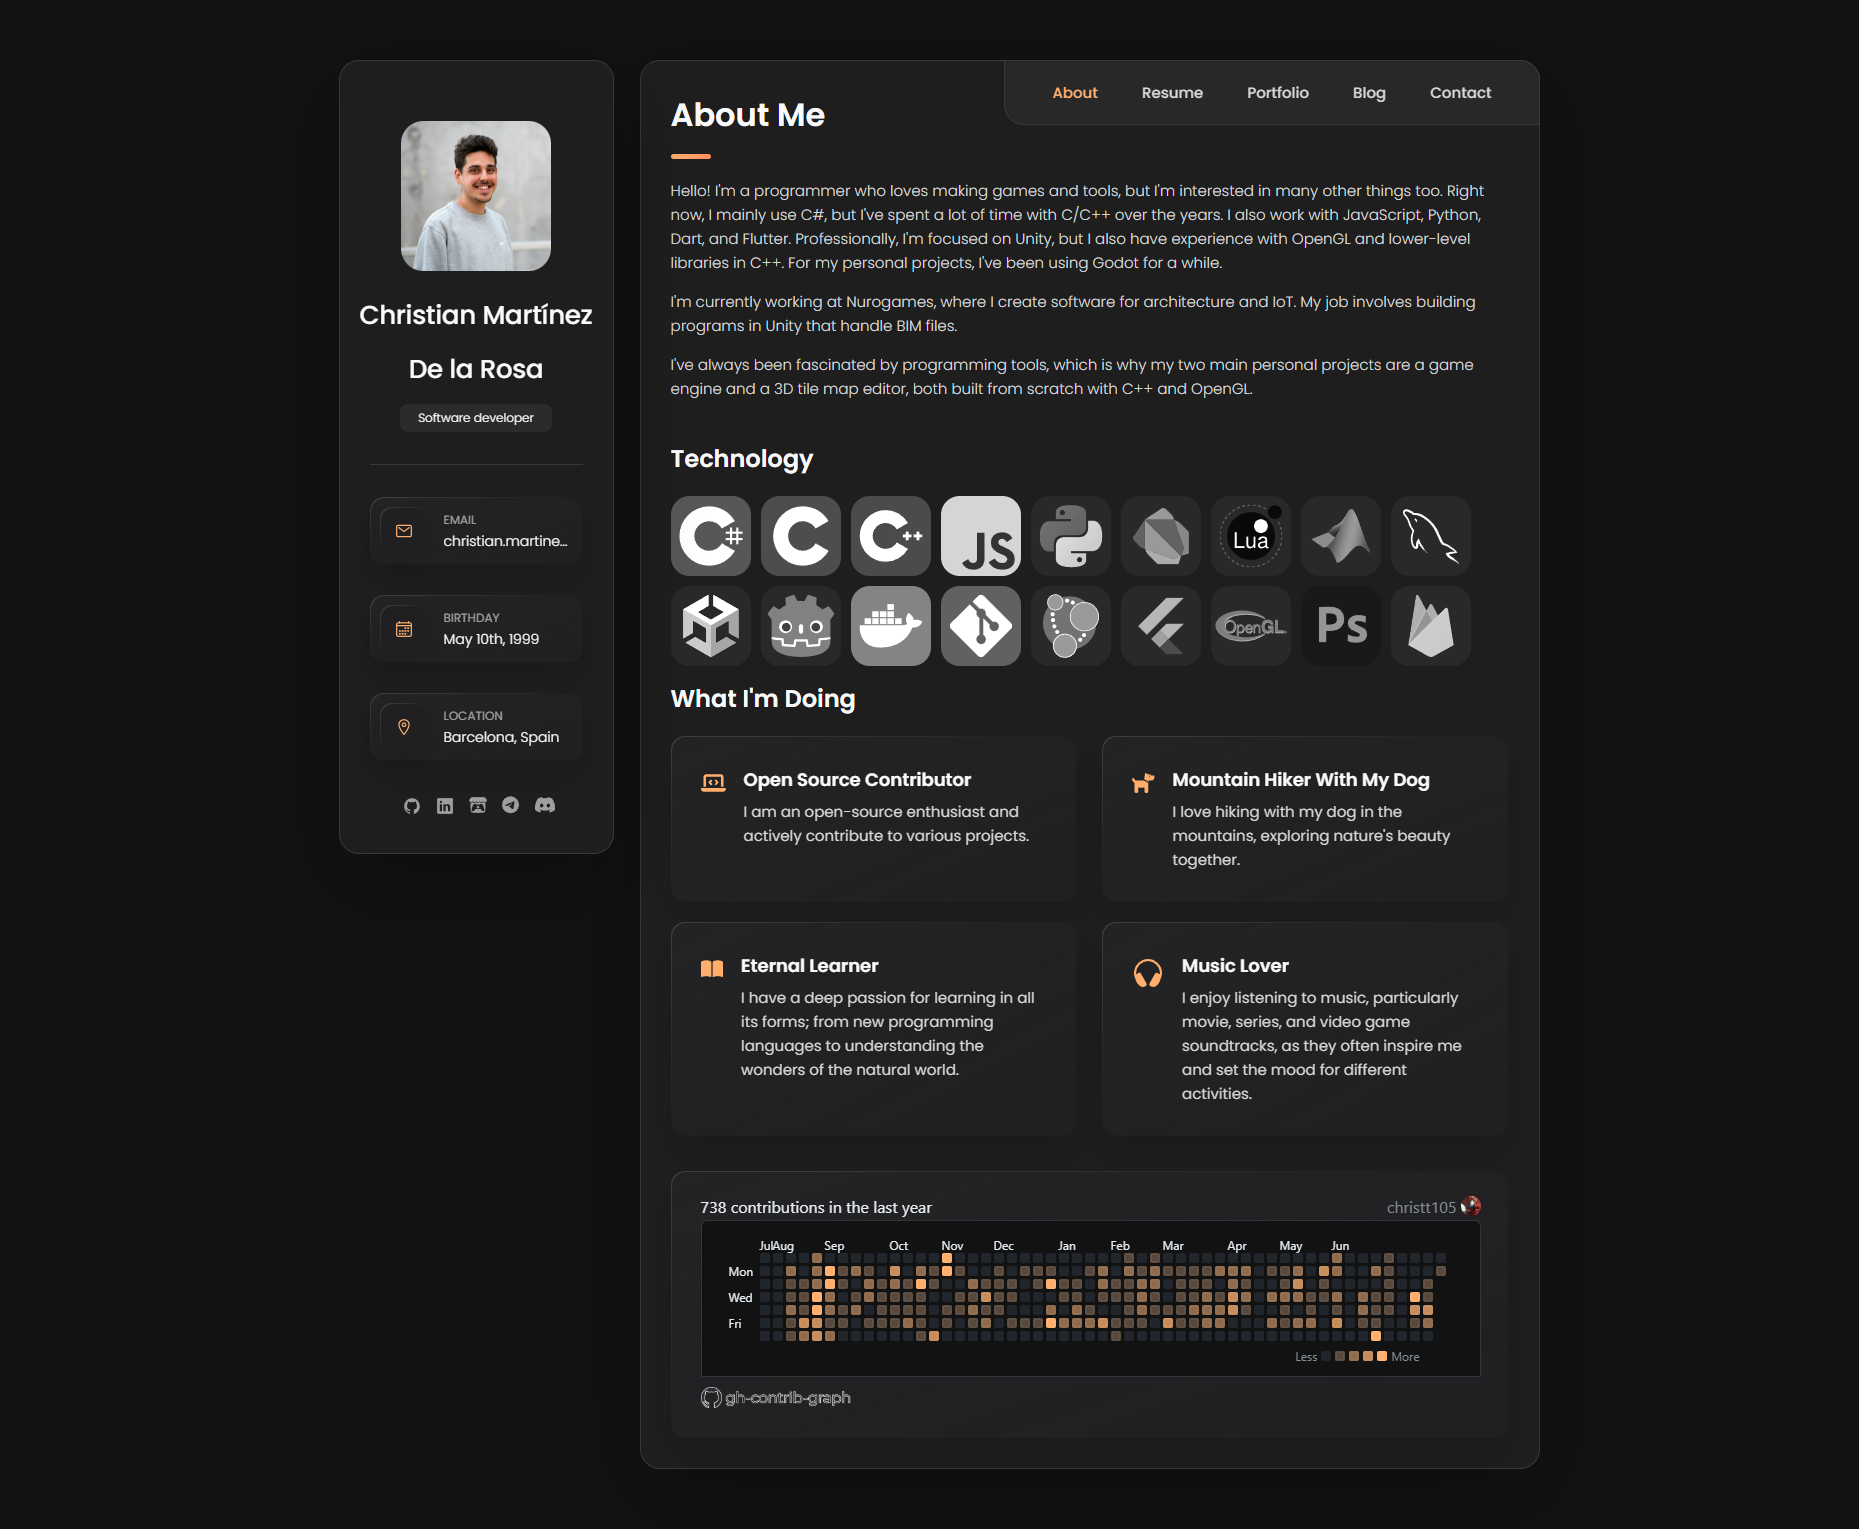 Christian Martínez
De la Rosa
Software developer
EMAIL
christian.martine...
BIRTHDAY
May 10th, 1999
LOCATION
Barcelona, Spain
About
Resume
Portfolio
Blog
Contact
About Me
Hello! I'm a programmer who loves making games and tools, but I'm interested in many other things too. Right
now, I mainly use C#, but I've spent a lot of time with C/C++ over the years. I also work with JavaScript, Python,
Dart, and Flutter. Professionally, I'm focused on Unity, but I also have experience with OpenGL and lower-level
libraries in C++. For my personal projects, I've been using Godot for a while.
I'm currently working at Nurogames, where I create software for architecture and IoT. My job involves building
programs in Unity that handle BIM files.
I've always been fascinated by programming tools, which is why my two main personal projects are a game
engine and a 3D tile map editor, both built from scratch with C++ and OpenGL.
Technology
C#
C
C++
JS
Lua
OpenGL
Ps
What I'm Doing
Open Source Contributor
I am an open-source enthusiast and
actively contribute to various projects.
Mountain Hiker With My Dog
I love hiking with my dog in the
mountains, exploring nature's beauty
together.
Eternal Learner
I have a deep passion for learning in all
its forms; from new programming
languages to understanding the
wonders of the natural world.
Music Lover
I enjoy listening to music, particularly
movie, series, and video game
soundtracks, as they often inspire me
and set the mood for different
activities.
738 contributions in the last year
christt105
Jul Aug Sep Oct Nov Dec Jan Feb Mar Apr May Jun
Mon
Wed
Fri
Less
More
gh-contrib-graph